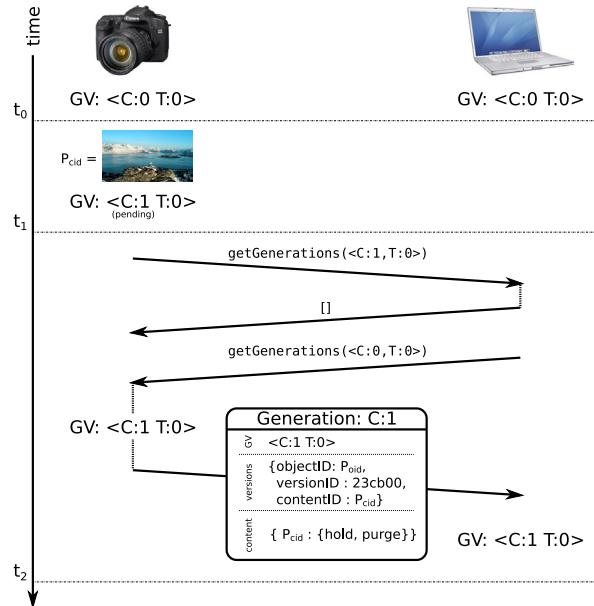 time
GV: <C:0 T:0>
GV: <C:0 T:0>
t0
Pcid =
GV: <C:1 T:0>
(pending)
t1
getGenerations(<C:1,T:0>)
[]
getGenerations(<C:0,T:0>)
GV: <C:1 T:0>
Generation: C:1
GV
<C:1 T:0>
versions
{objectID: Poid,
versionID : 23cb00,
contentID : Pcid}
content
{ Pcid : {hold, purge}}
GV: <C:1 T:0>
t2